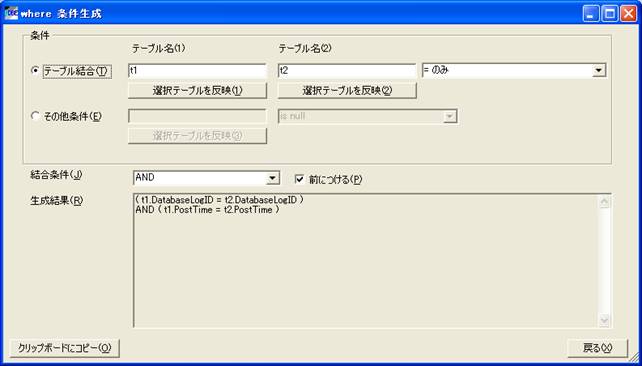 where 条件生成
条件
テーブル名(1)
テーブル名(2)
テーブル結合(T)
t1
t2
= のみ
選択テーブルを反映(1)
選択テーブルを反映(2)
その他条件(E)
is null
選択テーブルを反映(3)
結合条件(J)
AND
前につける(P)
生成結果(R)
( t1.DatabaseLogID = t2.DatabaseLogID )
AND ( t1.PostTime = t2.PostTime )
クリップボードにコピー(O)
戻る(X)